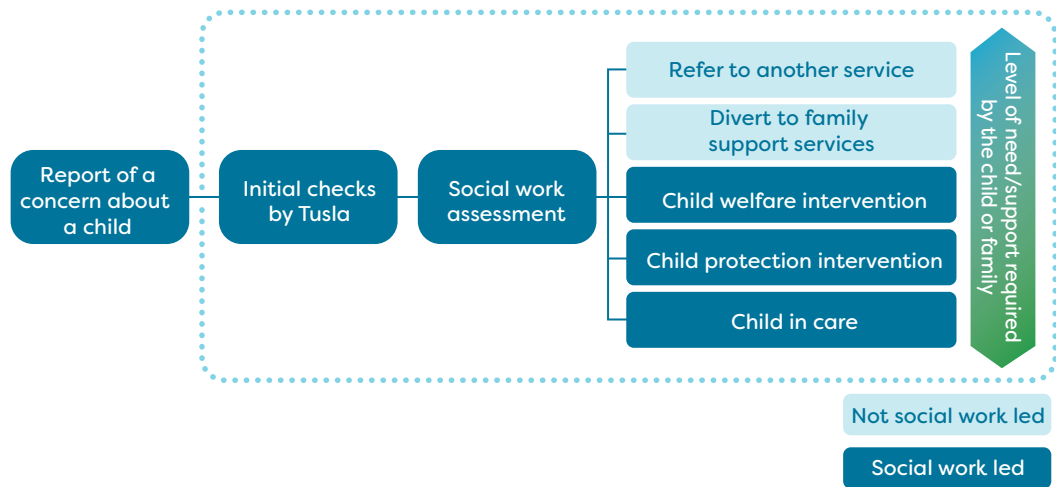 Report of a
concern about
a child
Initial checks
by Tusla
Social work
assessment
Refer to another service
Divert to family
support services
Child welfare intervention
Child protection intervention
Child in care
Level of need/support required
by the child or family
Not social work led
Social work led